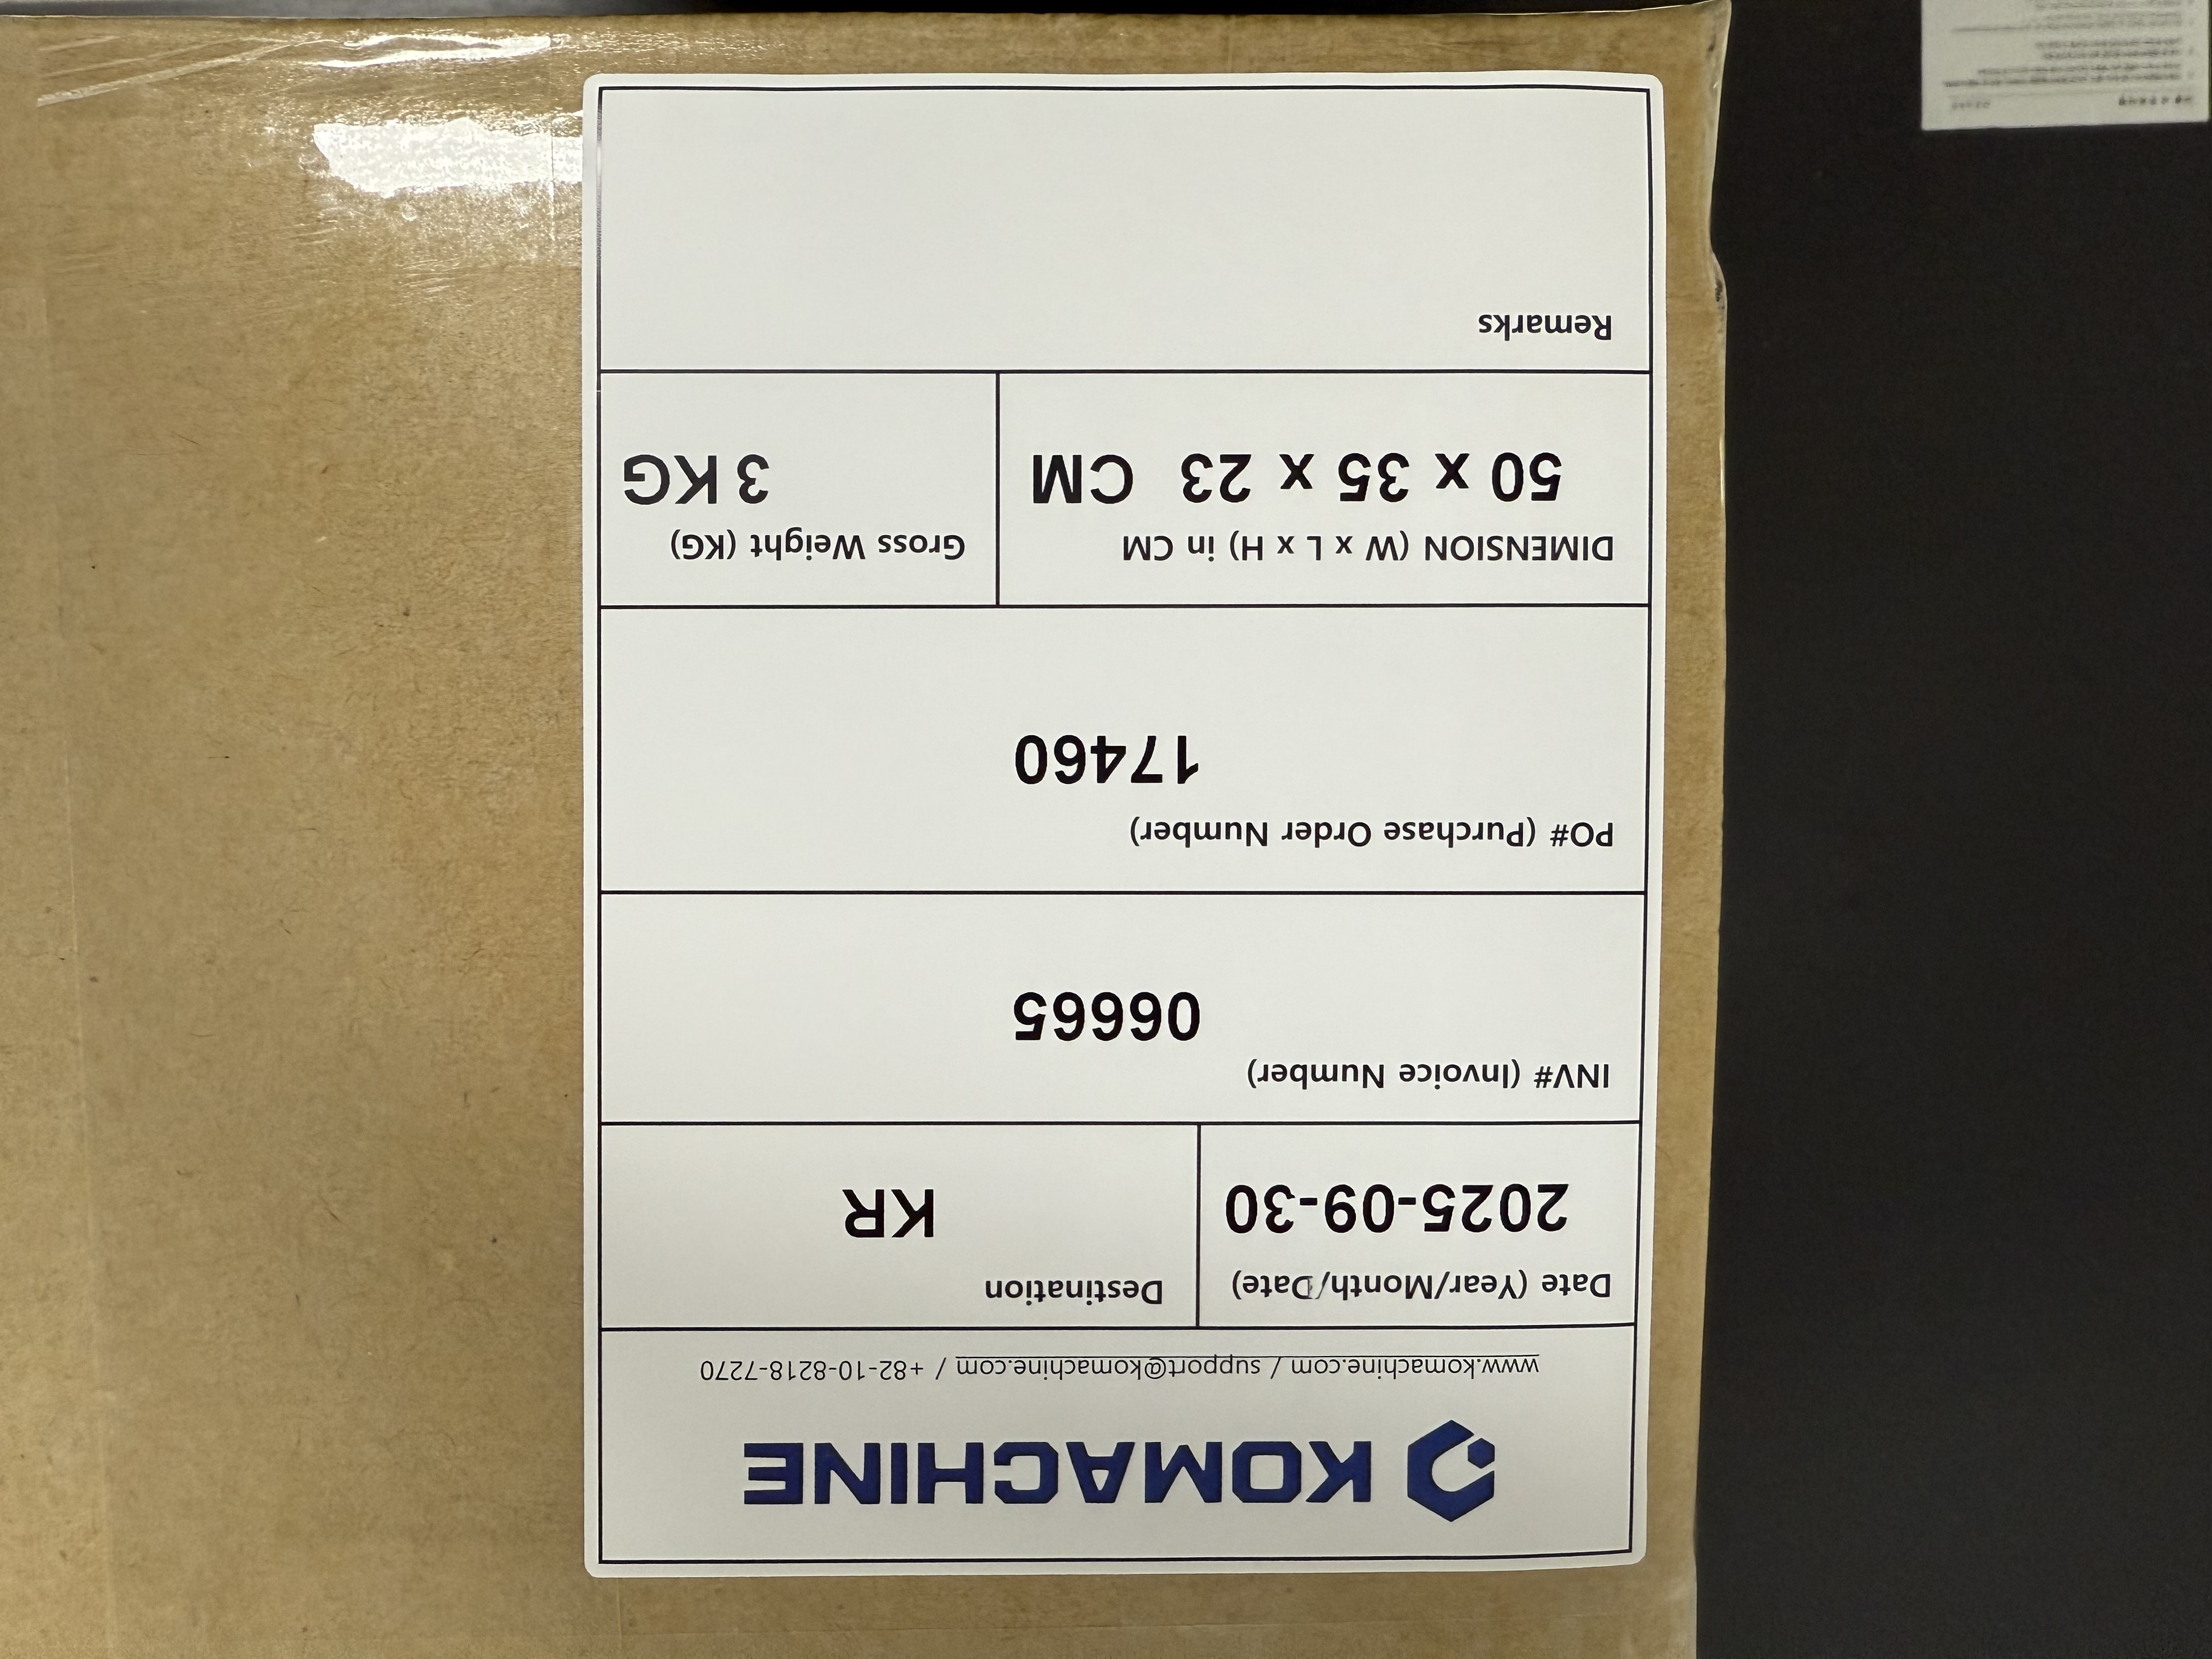 KOMACHINE
www.komachine.com / support@komachine.com / +82-10-8218-7270
Date (Year/Month/Date)
2025-09-30
Destination
KR
INV# (Invoice Number)
06665
PO# (Purchase Order Number)
17460
DIMENSION (W x L x H) in CM
50 x 35 x 23 CM
Gross Weight (KG)
3 KG
Remarks